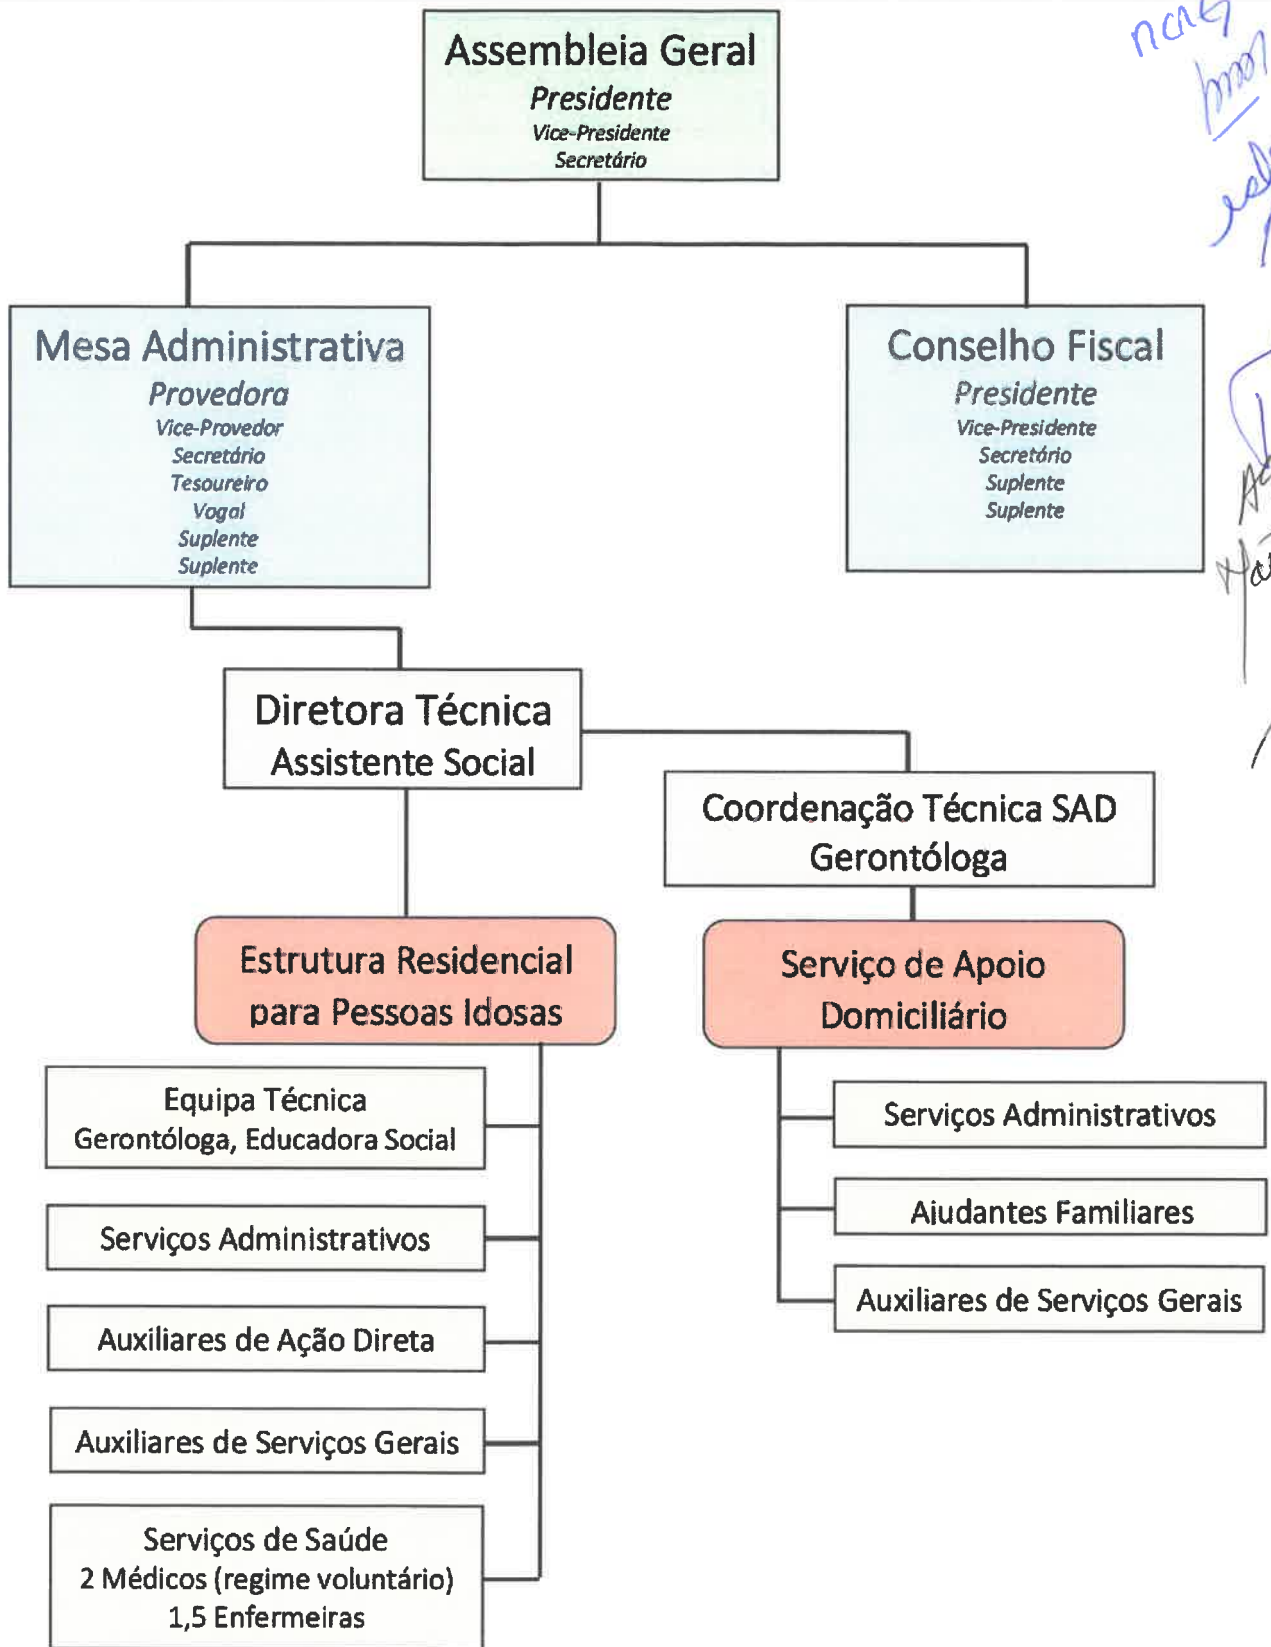 Assembleia Geral
Presidente
Vice-Presidente
Secretário
Mesa Administrativa
Provedora
Vice-Provedor
Secretário
Tesoureiro
Vogal
Suplente
Suplente
Conselho Fiscal
Presidente
Vice-Presidente
Secretário
Suplente
Suplente
Diretora Técnica
Assistente Social
Coordenação Técnica SAD
Gerontóloga
Estrutura Residencial
para Pessoas Idosas
Equipa Técnica
Gerontóloga, Educadora Social
Serviços Administrativos
Auxiliares de Ação Direta
Auxiliares de Serviços Gerais
Serviços de Saúde
2 Médicos (regime voluntário)
1,5 Enfermeiras
Serviço de Apoio
Domiciliário
Serviços Administrativos
Aiudantes Familiares
Auxiliares de Serviços Gerais